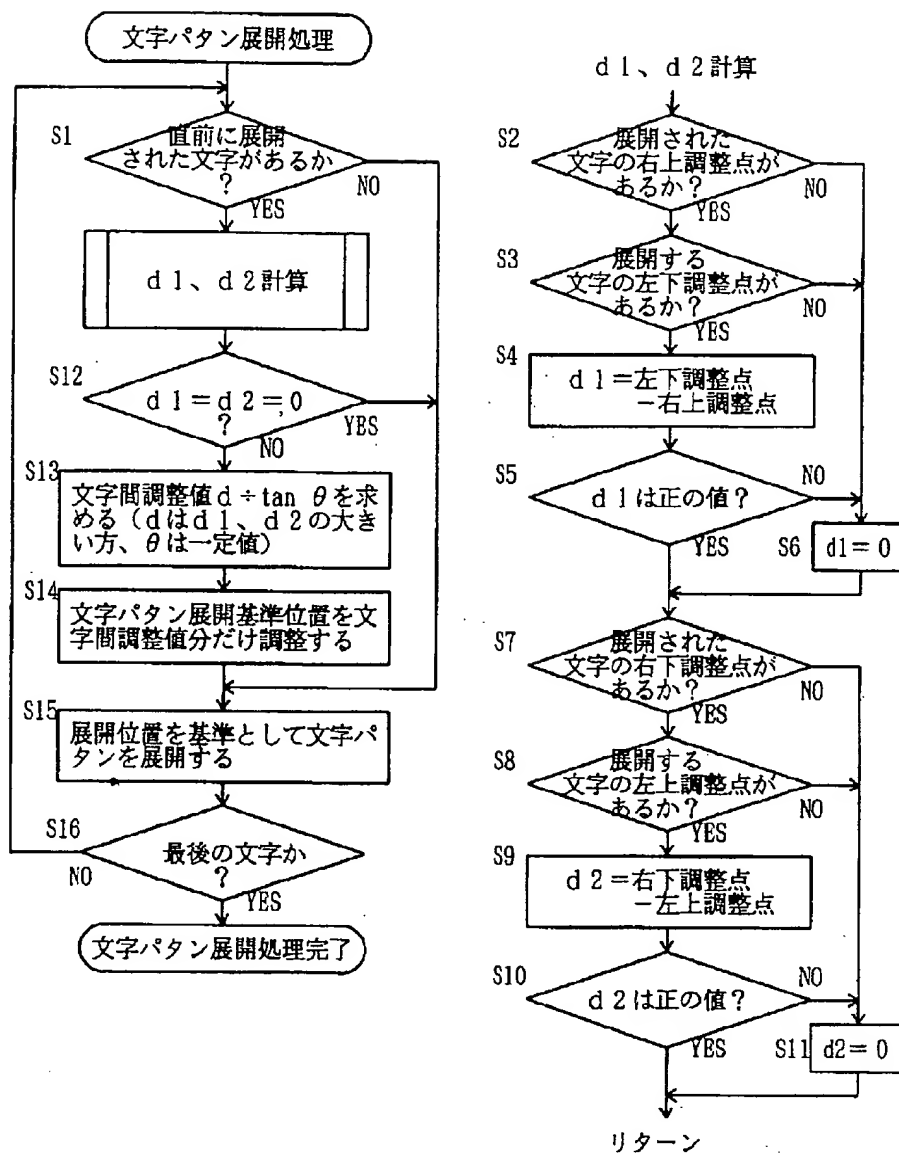 文字パタン展開処理
S1
直前に展開
された文字があるか
?
NO
YES
d1、d2計算
S12
d1=d2=0
?
YES
NO
S13
文字間調整値d÷tan θを求
める(dはd1、d2の大き
い方、θは一定値)
S14
文字パタン展開基準位置を文
字間調整値分だけ調整する
S15
展開位置を基準として文字パ
タンを展開する
S16
最後の文字か
?
NO
YES
文字パタン展開処理完了
d1、d2計算
S2
展開された
文字の右上調整点が
あるか?
NO
YES
S3
展開する
文字の左下調整点が
あるか?
NO
YES
S4
d1=左下調整点
-右上調整点
S5
d1は正の値?
NO
YES
S6
d1=0
S7
展開された
文字の右下調整点が
あるか?
NO
YES
S8
展開する
文字の左上調整点が
あるか?
NO
YES
S9
d2=右下調整点
-左上調整点
S10
d2は正の値?
NO
YES
S11
d2=0
リターン